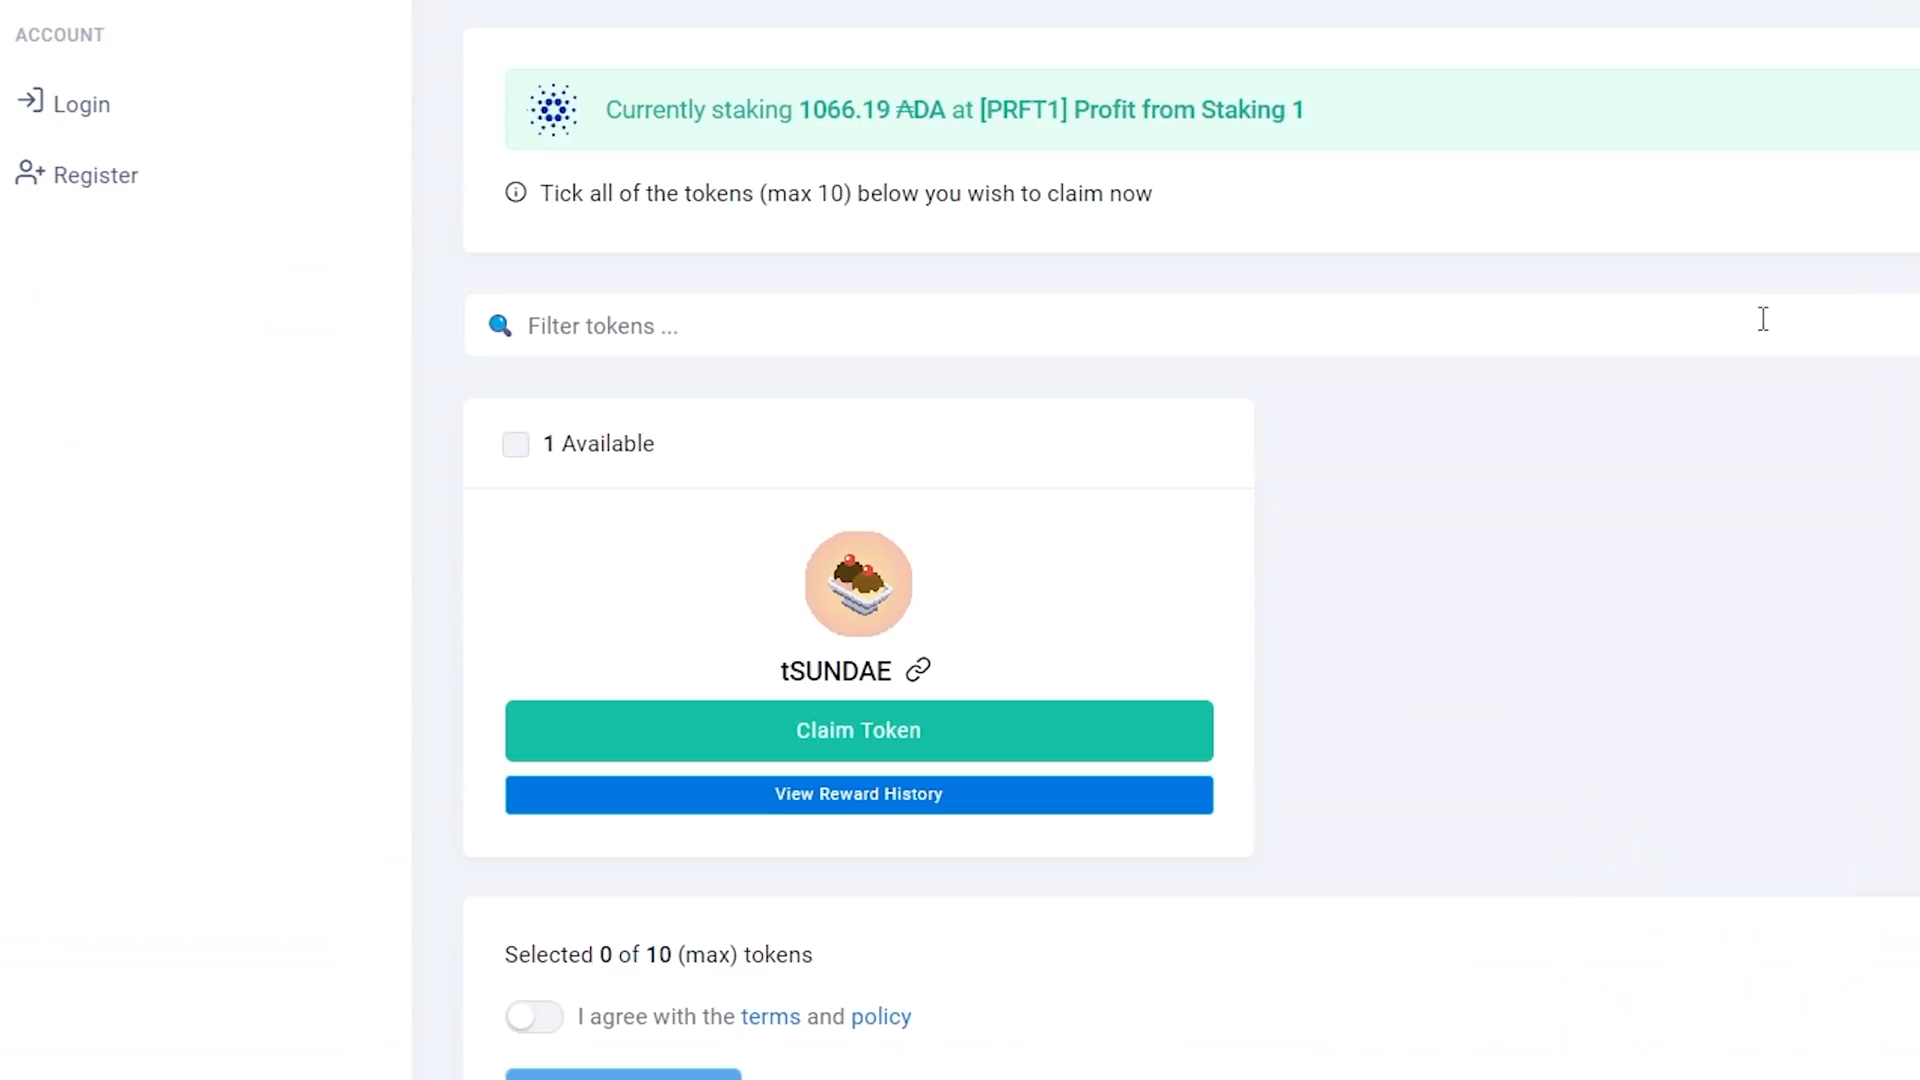 ACCOUNT
Login
Register
Currently staking 1066.19 ₳DA at [PRFT1] Profit from Staking 1
Tick all of the tokens (max 10) below you wish to claim now
Filter tokens ...
1 Available
tSUNDAE
Claim Token
View Reward History
Selected 0 of 10 (max) tokens
I agree with the terms and policy